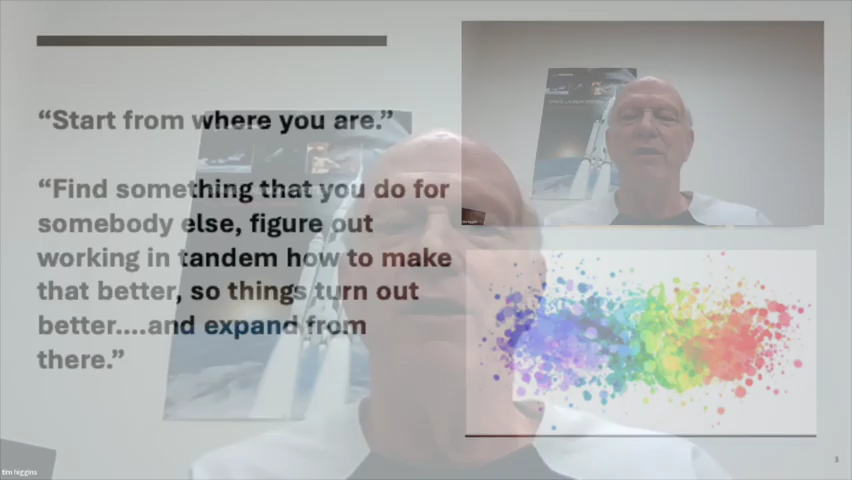 “Start from where you are.”
“Find something that you do for
somebody else, figure out
working in tandem how to make
that better, so things turn out
better....and expand from
there.”
tim higgins
3